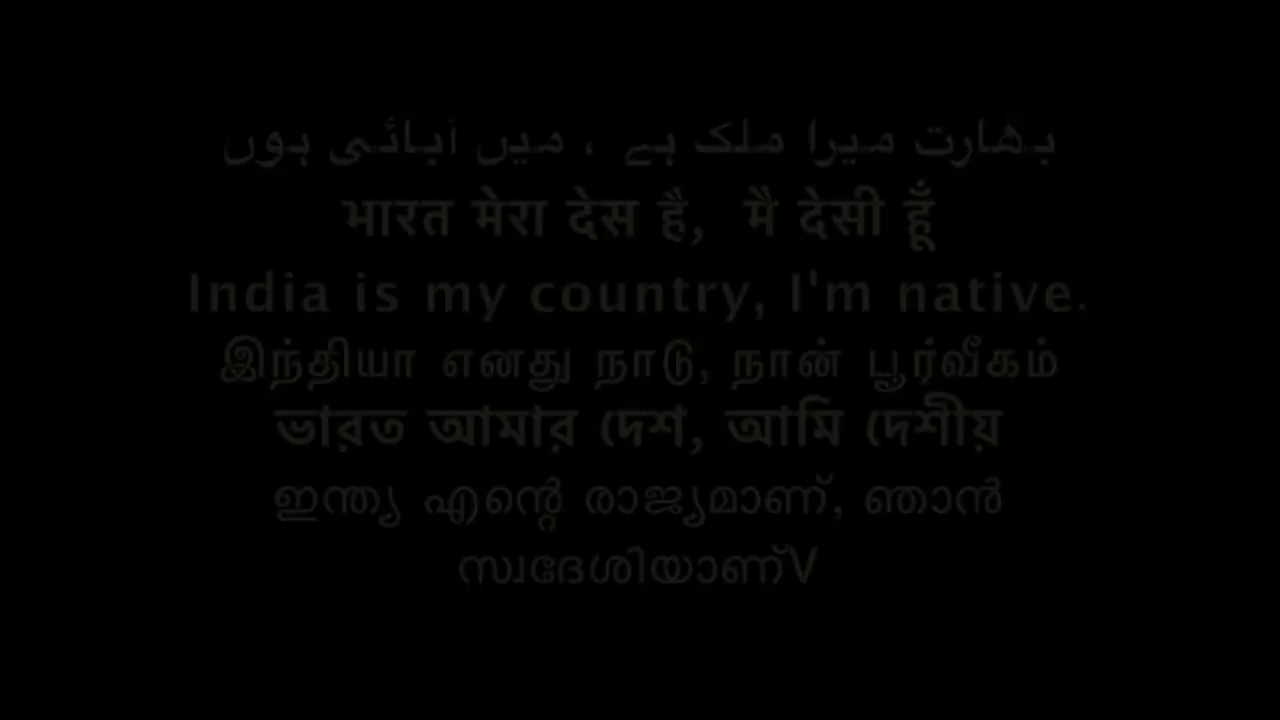 بھارت میرا ملک ہے ، میں آبائی ہوں
भारत मेरा देस है, मै देसी हूँ
India is my country, I'm native.
இந்தியா எனது நாடு, நான் பூர்வீகம்
ভারত আমার দেশ, আমি দেশীয়
ഇന്ത്യ എന്റെ രാജ്യമാണ്, ഞാൻ
സ്വദേശിയാണ്V